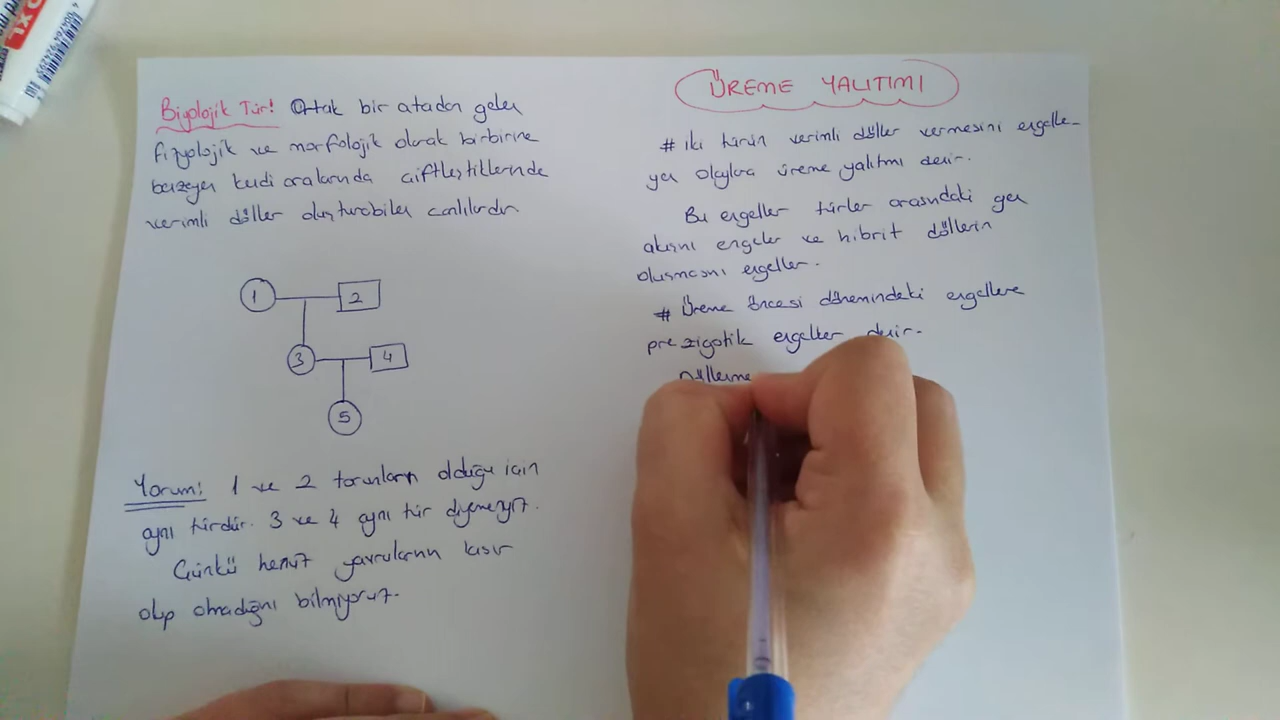 Biyolojik Tür! Ortak bir atadan gelen
fizyolojik ve morfolojik olarak birbirine
benzeyen kendi aralarında çiftleştiklerinde
verimli döller oluşturabilen canlılardır
1
2
3
4
5
Yorum: 1 ve 2 torunların olduğu için
aynı türdür. 3 ve 4 aynı tür diyemeyiz.
Çünkü henüz yavruların kısır
olup olmadığını bilmiyoruz.
ÜREME YALITIMI
# iki türün verimli döller vermesini engelle-
yen olaylara üreme yalıtımı denir.
Bu engeller türler arasındaki gen
akışını engeller ve hibrit döllerin
oluşmasını engeller.
# Üreme öncesi dönemindeki engellere
prezigotik engeller denir.
Döllenme